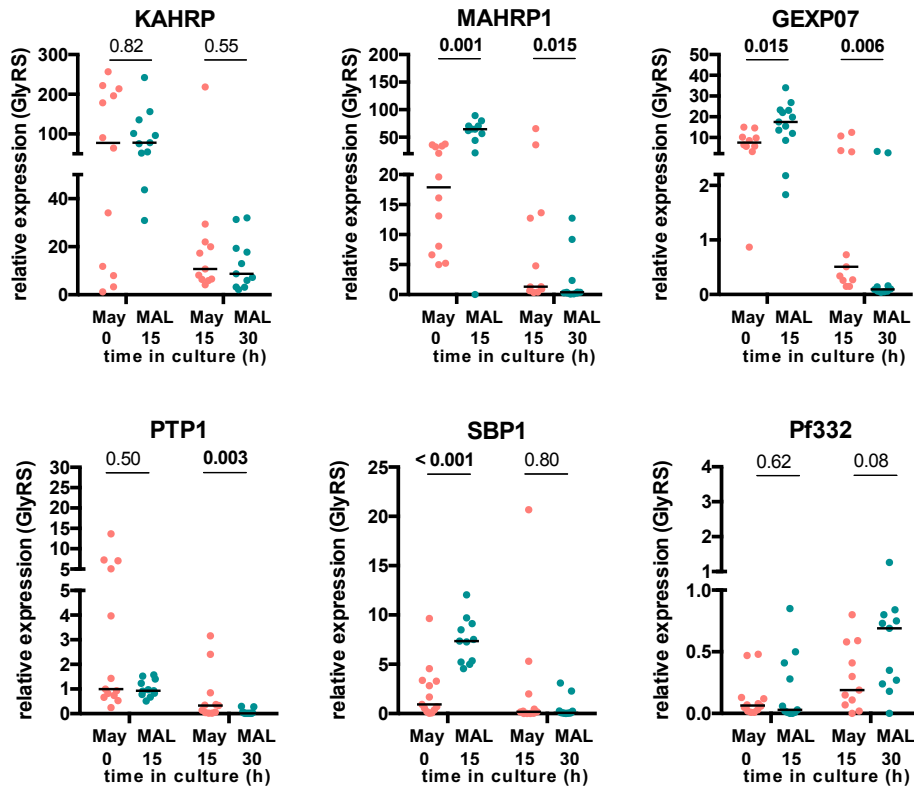 KAHRP
0.82 0.55
relative expression (GlyRS)
300
200
100
40
20
0
May MAL May MAL
0 15 15 30
time in culture (h)
MAHRP1
0.001 0.015
relative expression (GlyRS)
200
150
100
50
20
15
10
5
0
May MAL May MAL
0 15 15 30
time in culture (h)
GEXP07
0.015 0.006
relative expression (GlyRS)
50
40
30
20
10
2
1
0
May MAL May MAL
0 15 15 30
time in culture (h)
PTP1
0.50 0.003
relative expression (GlyRS)
30
25
20
15
10
5
5
4
3
2
1
0
May MAL May MAL
0 15 15 30
time in culture (h)
SBP1
< 0.001 0.80
relative expression (GlyRS)
25
20
15
10
5
0
May MAL May MAL
0 15 15 30
time in culture (h)
Pf332
0.62 0.08
relative expression (GlyRS)
4
3
2
1
1.0
0.5
0.0
May MAL May MAL
0 15 15 30
time in culture (h)